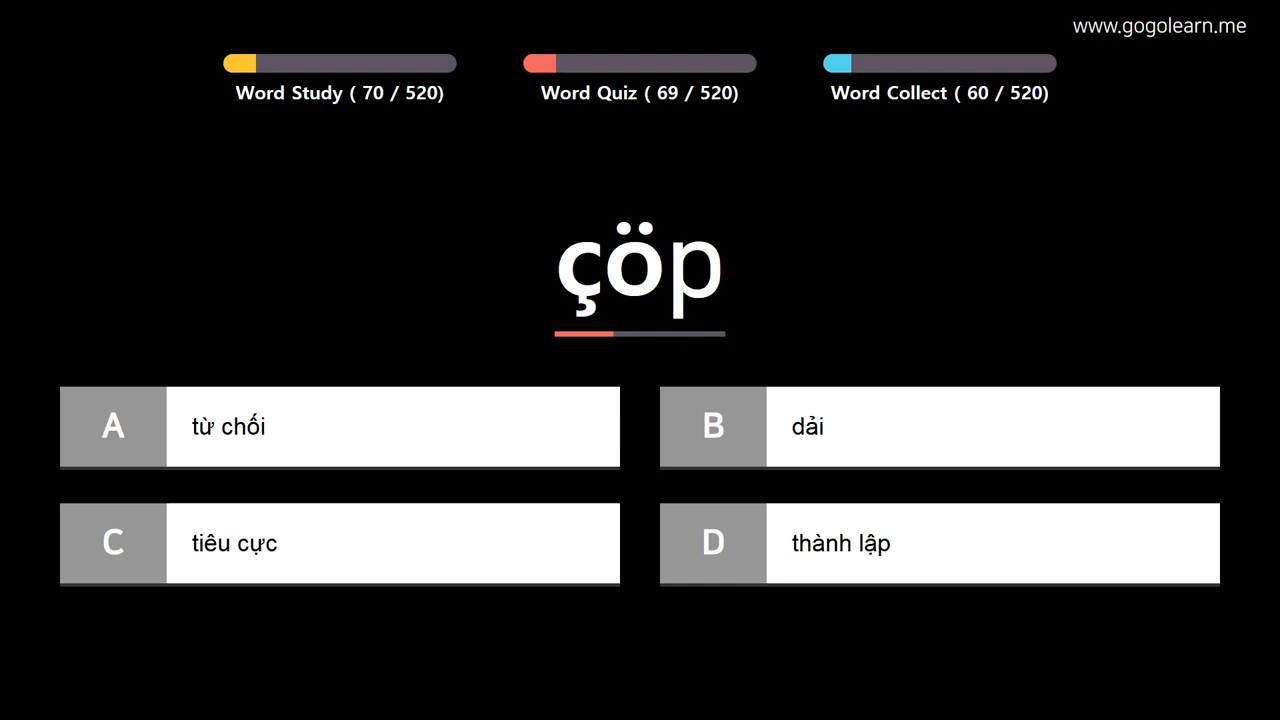 www.gogolearn.me
Word Study ( 70 / 520)
Word Quiz ( 69 / 520)
Word Collect ( 60 / 520)
çöp
A từ chối
B dải
C tiêu cực
D thành lập